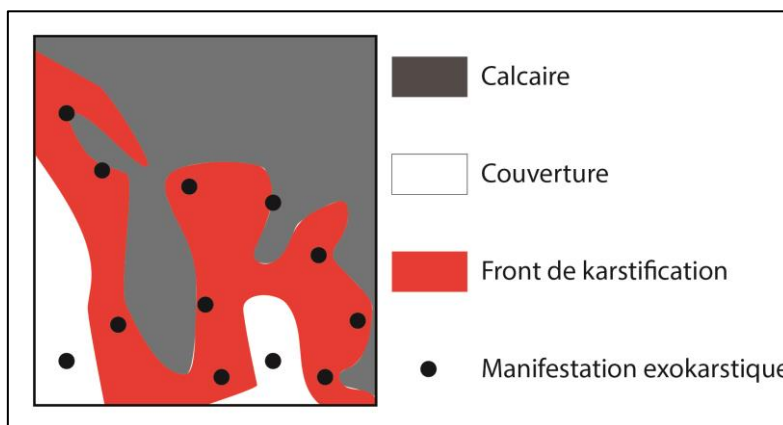 Calcaire
Couverture
Front de karstification
Manifestation exokarstique